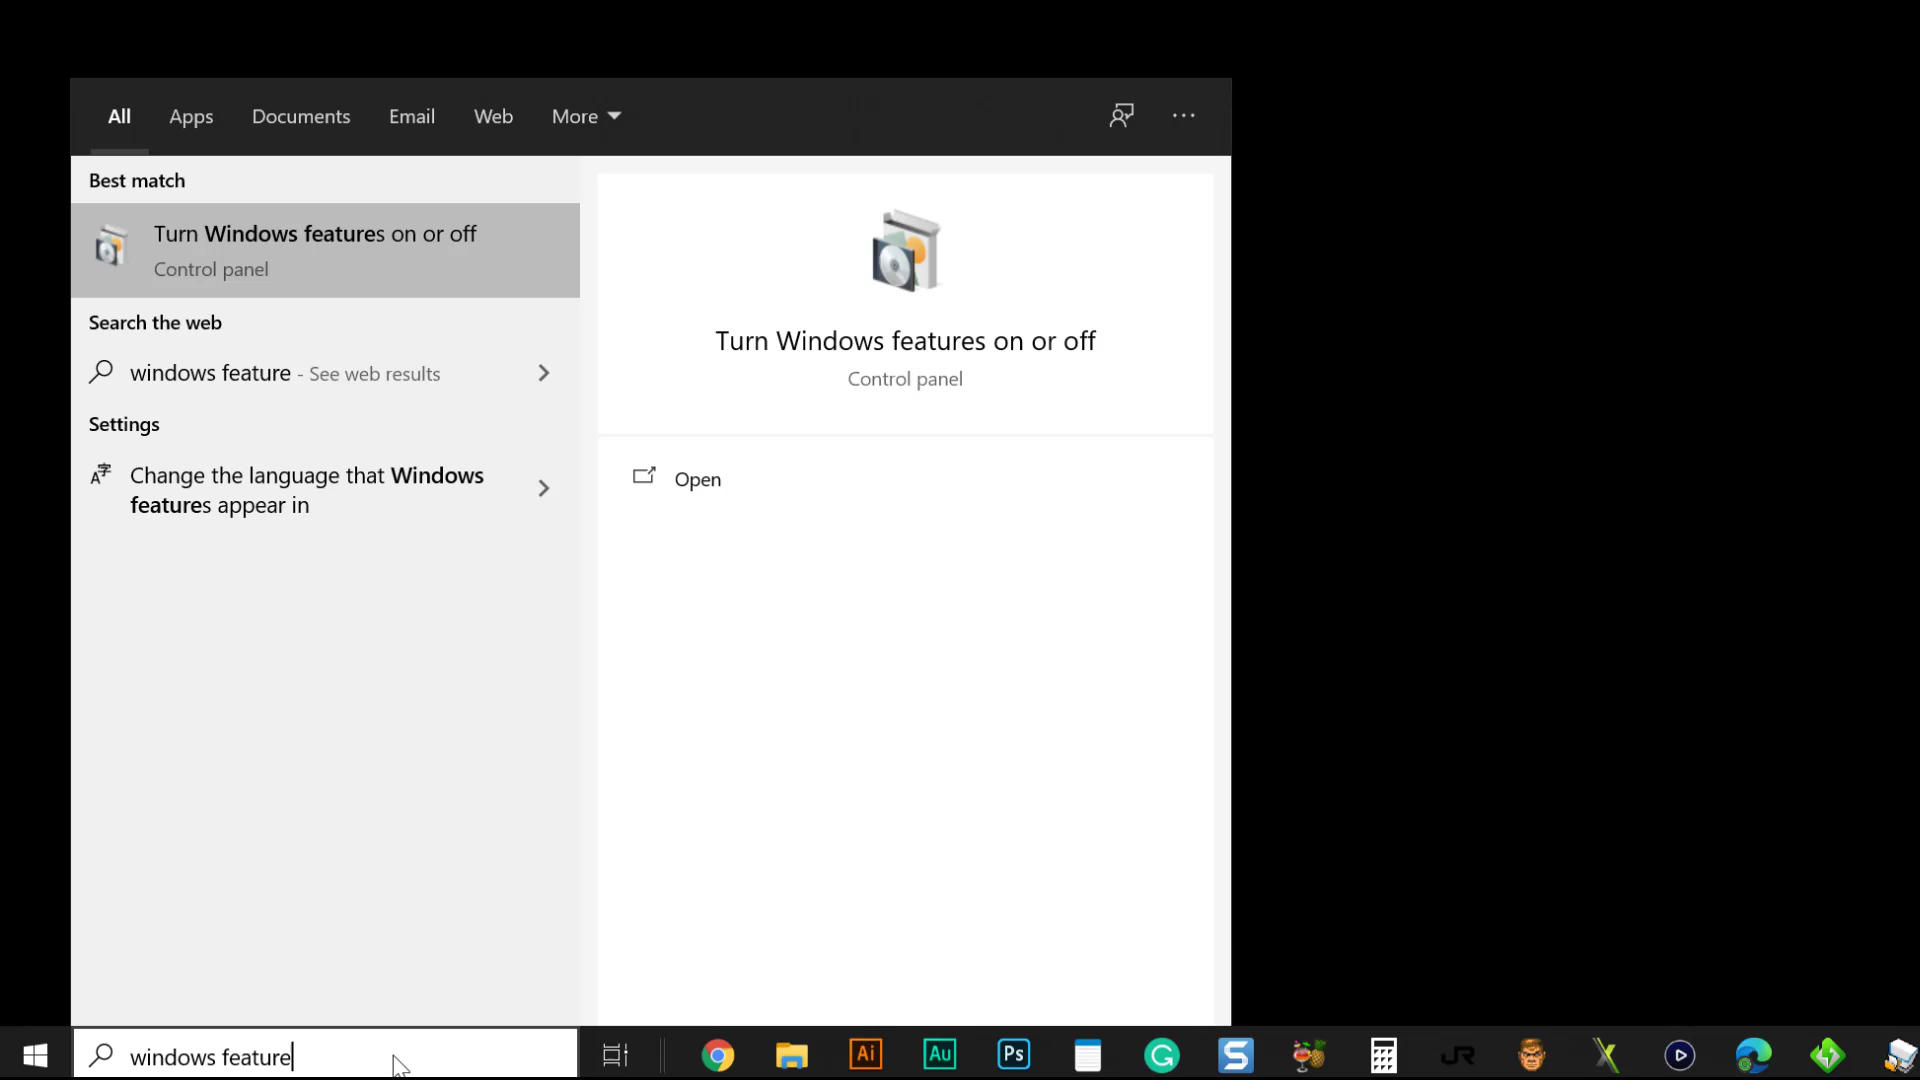 All Apps Documents Email Web More
Best match
Turn Windows features on or off
Control panel
Search the web
windows feature - See web results
Settings
Change the language that Windows
features appear in
Turn Windows features on or off
Control panel
Open
windows feature
Ai Au Ps G S JR X